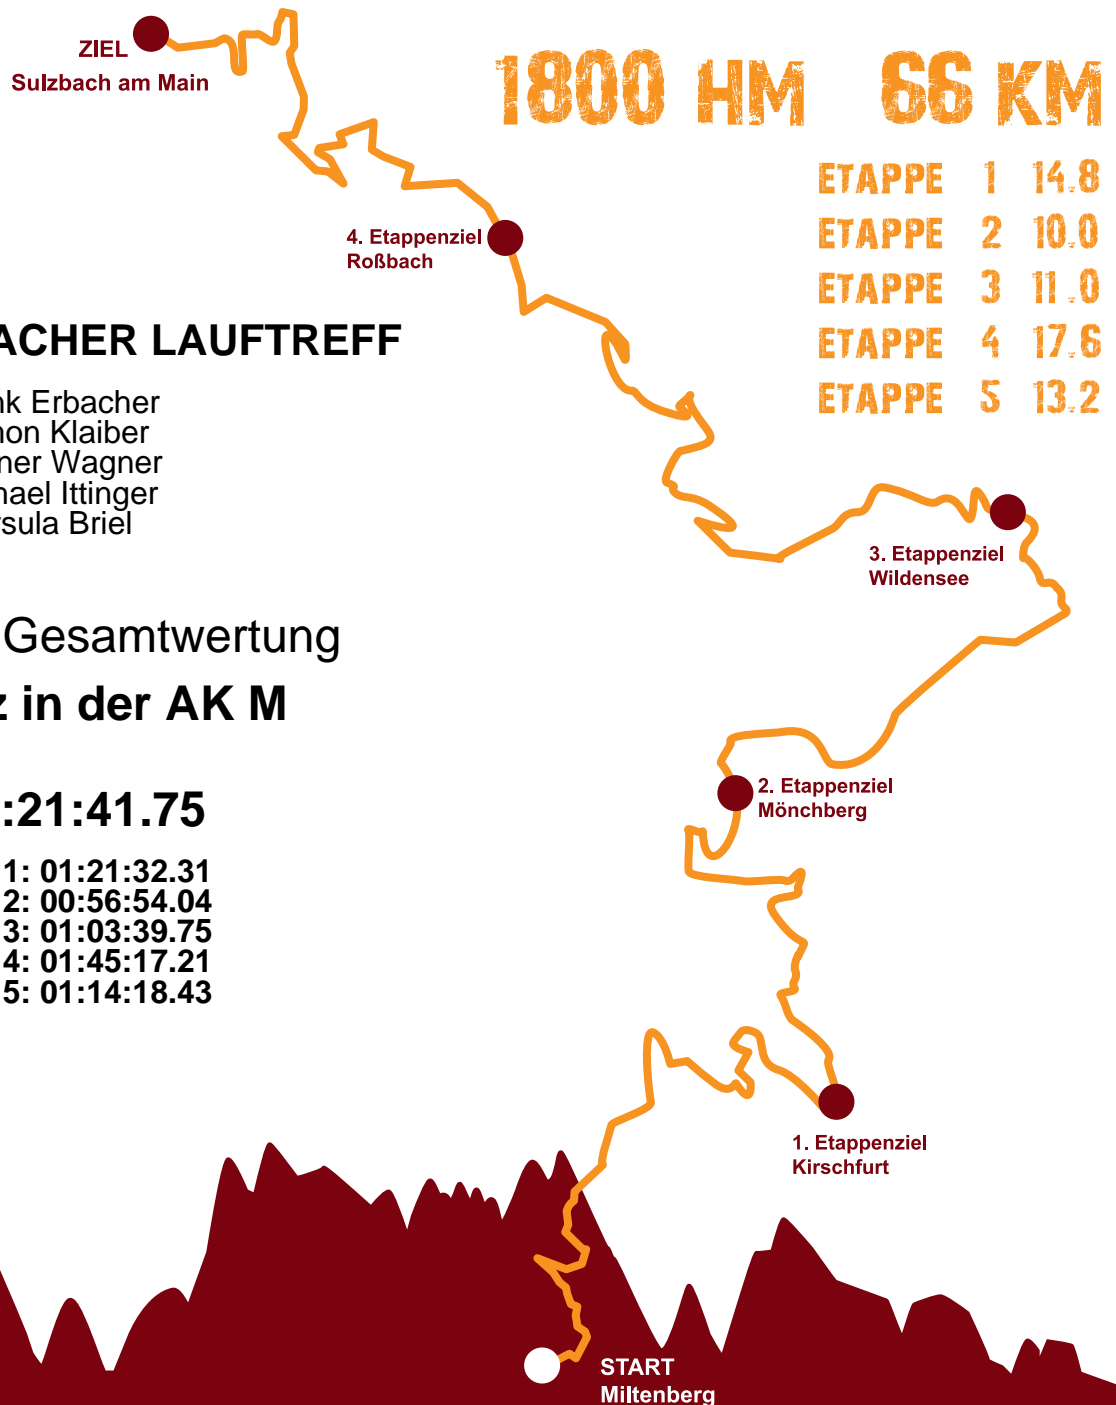 ZIEL
Sulzbach am Main
1800 HM 66 KM
ETAPPE 1 14.8
ETAPPE 2 10.0
ETAPPE 3 11.0
ETAPPE 4 17.6
ETAPPE 5 13.2
4. Etappenziel
Roßbach
ACHER LAUFTREFF
nk Erbacher
non Klaiber
ner Wagner
hael Ittinger
rsula Briel
3. Etappenziel
Wildensee
Gesamtwertung
z in der AK M
2. Etappenziel
Mönchberg
:21:41.75
1: 01:21:32.31
2: 00:56:54.04
3: 01:03:39.75
4: 01:45:17.21
5: 01:14:18.43
1. Etappenziel
Kirschfurt
START
Miltenberg